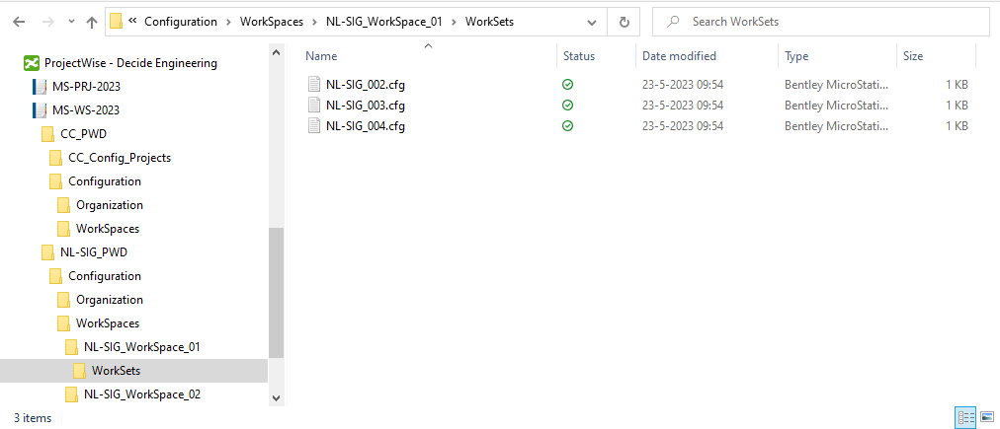 « Configuration > WorkSpaces > NL-SIG_WorkSpace_01 > WorkSets
Search WorkSets
ProjectWise - Decide Engineering
MS-PRJ-2023
MS-WS-2023
CC_PWD
CC_Config_Projects
Configuration
Organization
WorkSpaces
NL-SIG_PWD
Configuration
Organization
WorkSpaces
NL-SIG_WorkSpace_01
WorkSets
NL-SIG_WorkSpace_02
Name Status Date modified Type Size
NL-SIG_002.cfg 23-5-2023 09:54 Bentley MicroStati... 1 KB
NL-SIG_003.cfg 23-5-2023 09:54 Bentley MicroStati... 1 KB
NL-SIG_004.cfg 23-5-2023 09:54 Bentley MicroStati... 1 KB
3 items